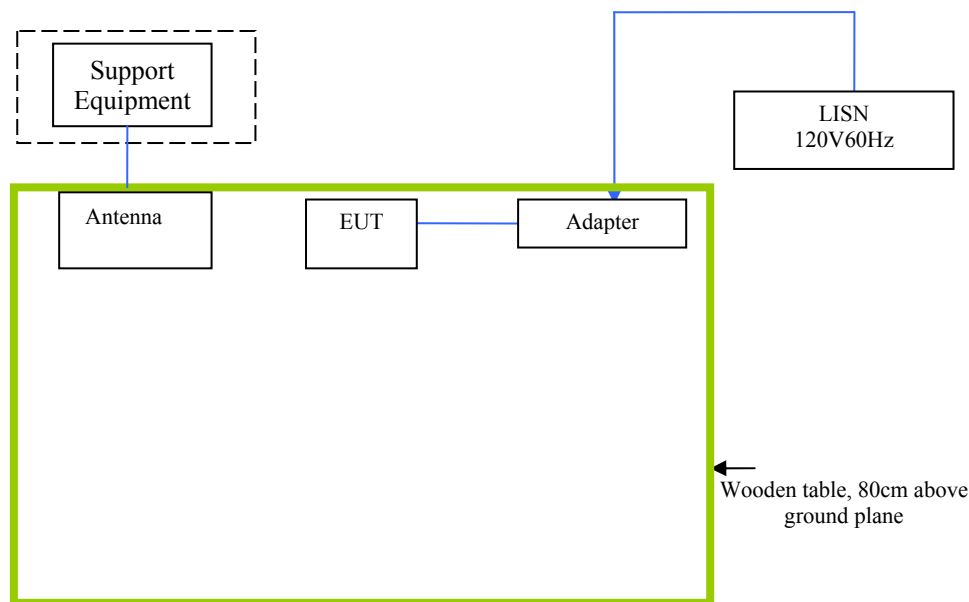 Support
Equipment
LISN
120V60Hz
Antenna
EUT
Adapter
Wooden table, 80cm above
ground plane